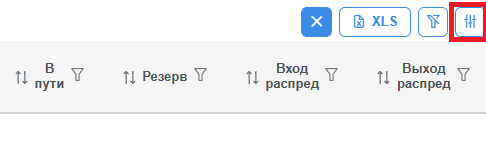 XLS
В
пути
Резерв
Вход
распред
Выход
распред